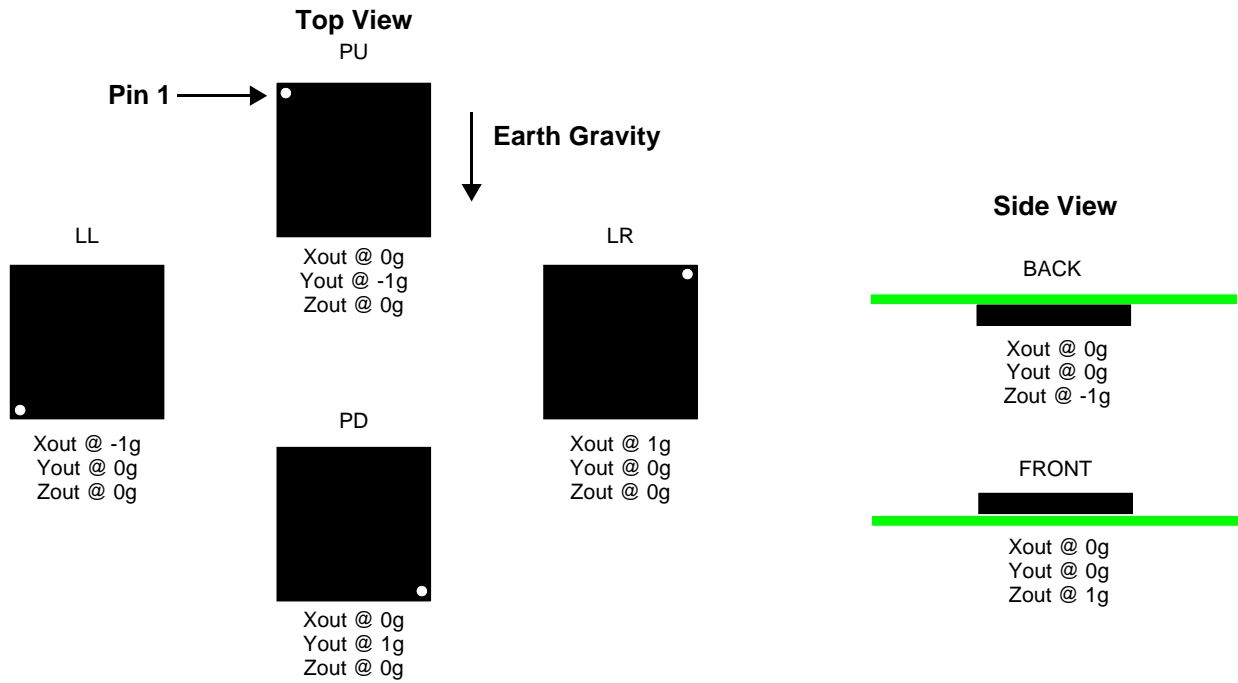 Top View
PU
Pin 1
Earth Gravity
Xout @ 0g
Yout @ -1g
Zout @ 0g
LL
Xout @ -1g
Yout @ 0g
Zout @ 0g
LR
Xout @ 1g
Yout @ 0g
Zout @ 0g
PD
Xout @ 0g
Yout @ 1g
Zout @ 0g
Side View
BACK
Xout @ 0g
Yout @ 0g
Zout @ -1g
FRONT
Xout @ 0g
Yout @ 0g
Zout @ 1g